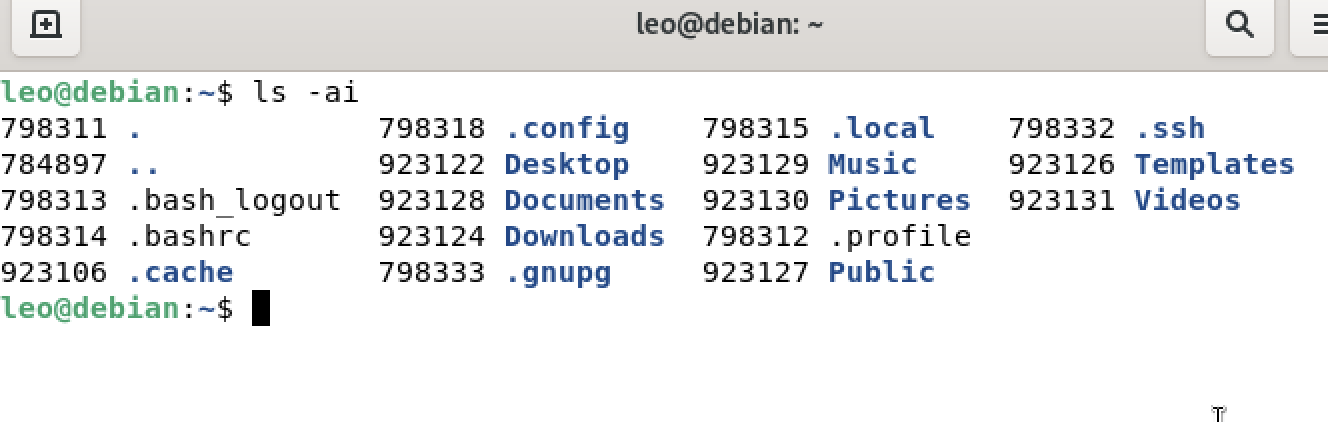 leo@debian: ~
leo@debian:~$ ls -ai
798311 . 798318 .config 798315 .local 798332 .ssh
784897 .. 923122 Desktop 923129 Music 923126 Templates
798313 .bash_logout 923128 Documents 923130 Pictures 923131 Videos
798314 .bashrc 923124 Downloads 798312 .profile
923106 .cache 798333 .gnupg 923127 Public
leo@debian:~$